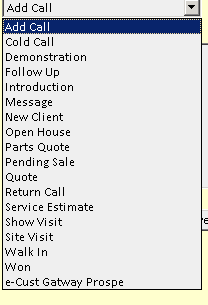 Add Call
Add Call
Cold Call
Demonstration
Follow Up
Introduction
Message
New Client
Open House
Parts Quote
Pending Sale
Quote
Return Call
Service Estimate
Show Visit
Site Visit
Walk In
Won
e-Cust Gatway Prospe